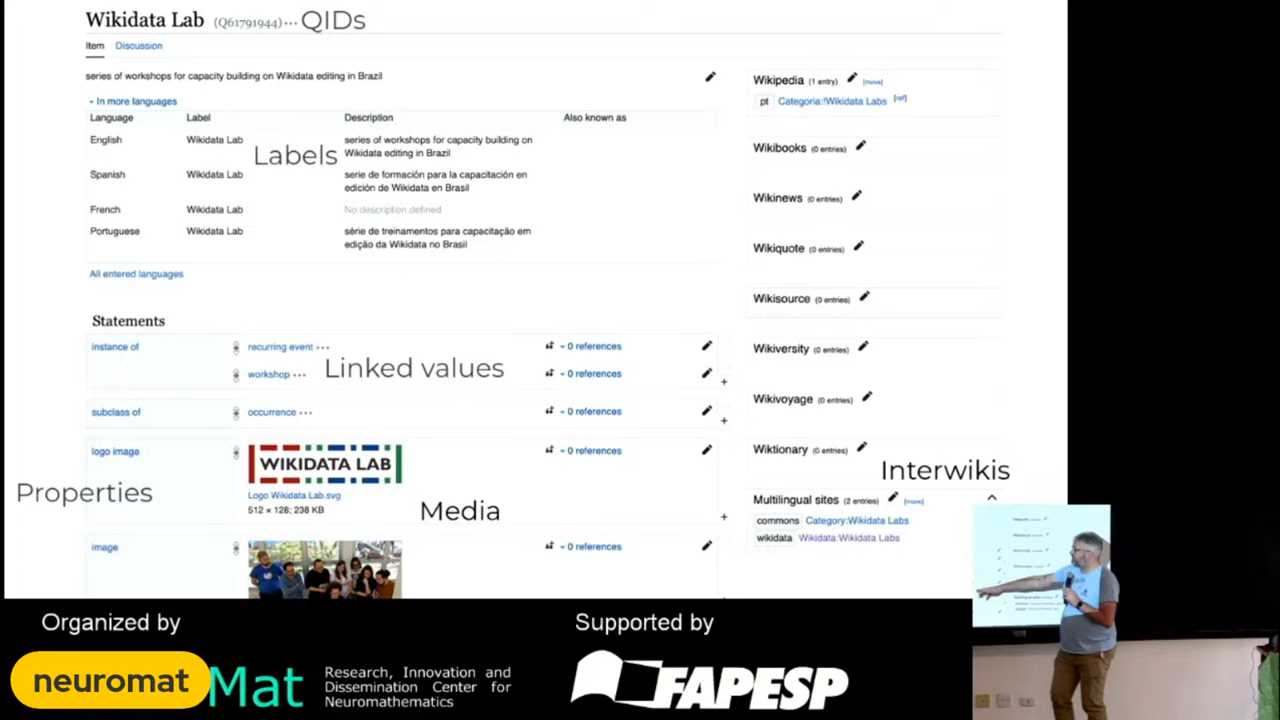 Wikidata Lab (Q61791944) ··· QIDs
Item Discussion
series of workshops for capacity building on Wikidata editing in Brazil
In more languages
Language Label Description Also known as
English Wikidata Lab series of workshops for capacity building on
Wikidata editing in Brazil
Labels
Spanish Wikidata Lab serie de formación para la capacitación en
edición de Wikidata en Brasil
French Wikidata Lab No description defined
Portuguese Wikidata Lab série de treinamentos para capacitação em
edição da Wikidata no Brasil
All entered languages
Statements
instance of recurring event ··· 0 references
workshop ··· 0 references
Linked values
subclass of occurrence ··· 0 references
logo image WIKIDATA LAB 0 references
Logo Wikidata Lab.svg
512 × 128; 238 KB
Properties
Media
image 0 references
Wikipedia (1 entry)
pt Categoria:!Wikidata Labs
Wikibooks (0 entries)
Wikinews (0 entries)
Wikiquote (0 entries)
Wikisource (0 entries)
Wikiversity (0 entries)
Wikivoyage (0 entries)
Wiktionary (0 entries)
Interwikis
Multilingual sites (2 entries)
commons Category:Wikidata Labs
wikidata Wikidata:Wikidata Labs
Organized by
neuromat
Mat
Research, Innovation and
Dissemination Center for
Neuromathematics
Supported by
FAPESP